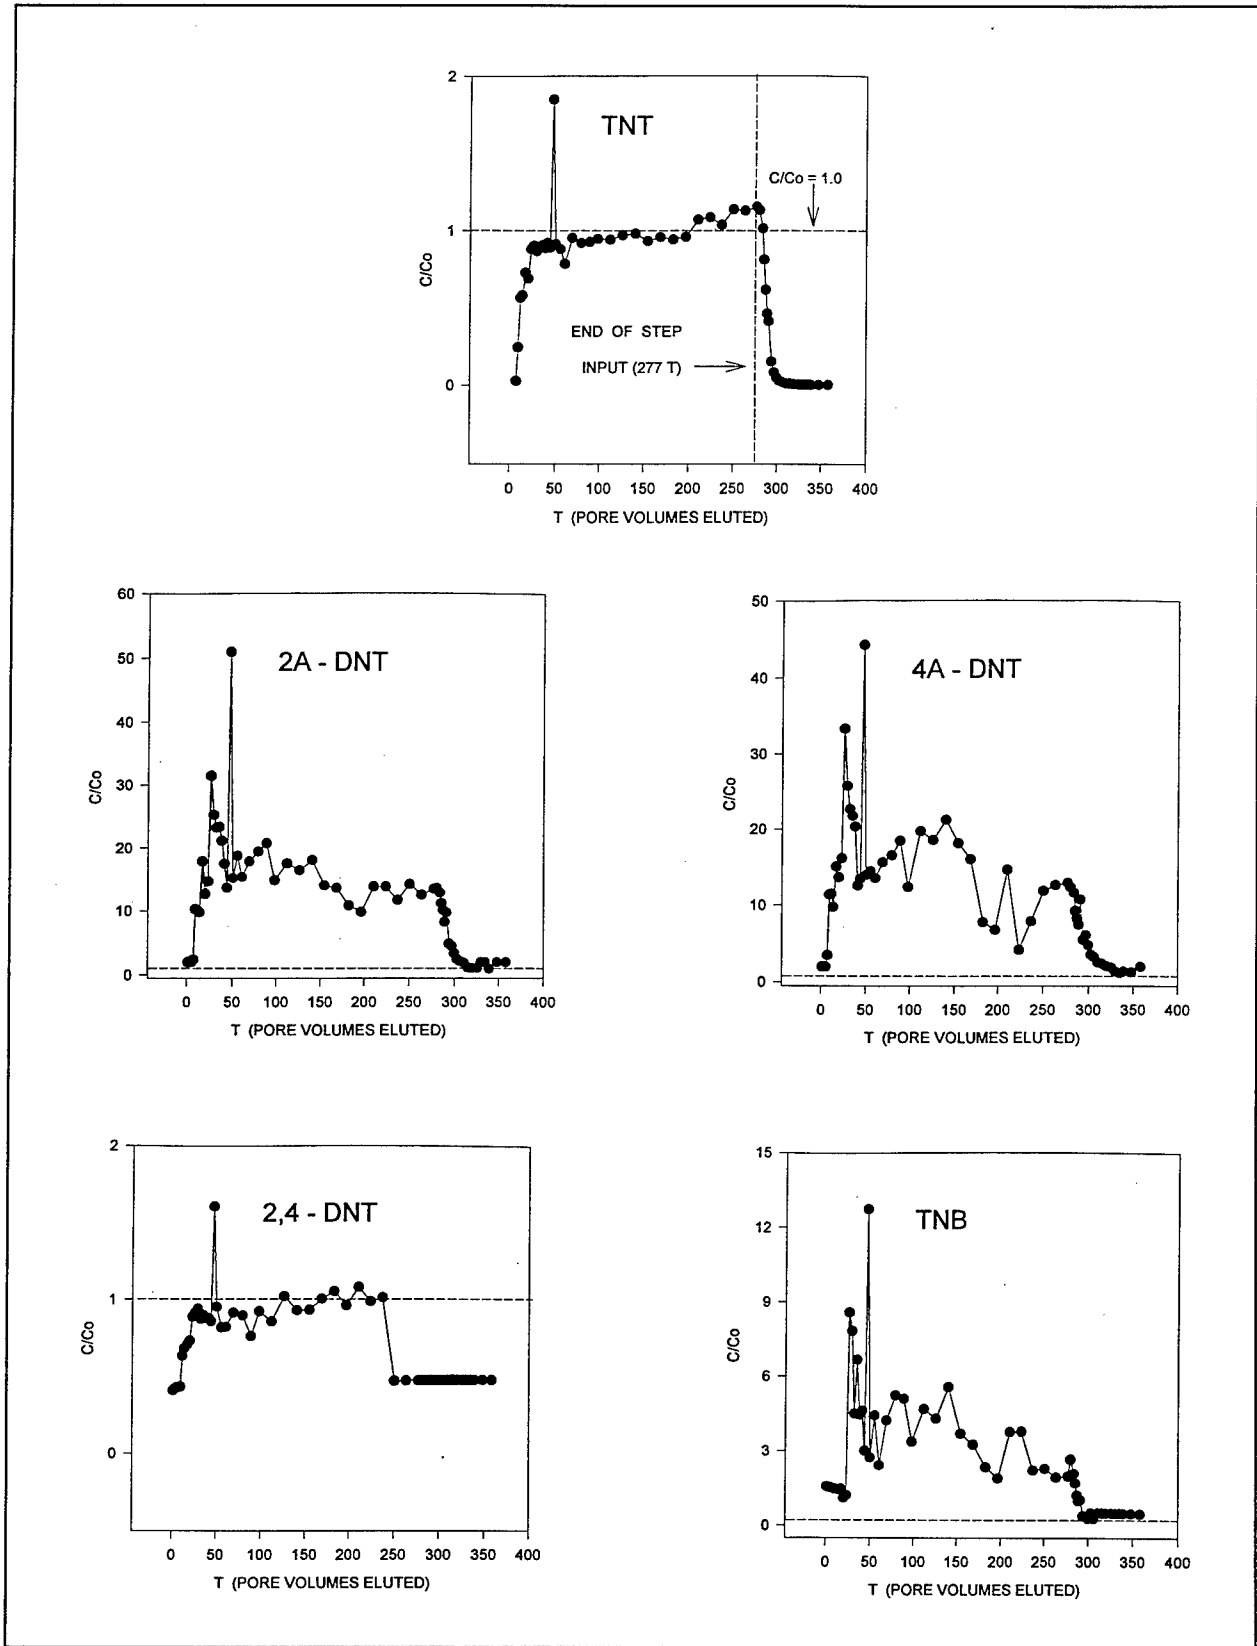 2
TNT
C/Co = 1.0
1
C/Co
END OF STEP
INPUT (277 T)
0
0 50 100 150 200 250 300 350 400
T (PORE VOLUMES ELUTED)
60
50
40
30
20
10
0
C/Co
2A - DNT
0 50 100 150 200 250 300 350 400
T (PORE VOLUMES ELUTED)
50
40
30
20
10
0
C/Co
4A - DNT
0 50 100 150 200 250 300 350 400
T (PORE VOLUMES ELUTED)
2
1
0
C/Co
2,4 - DNT
0 50 100 150 200 250 300 350 400
T (PORE VOLUMES ELUTED)
15
12
9
6
3
0
C/Co
TNB
0 50 100 150 200 250 300 350 400
T (PORE VOLUMES ELUTED)